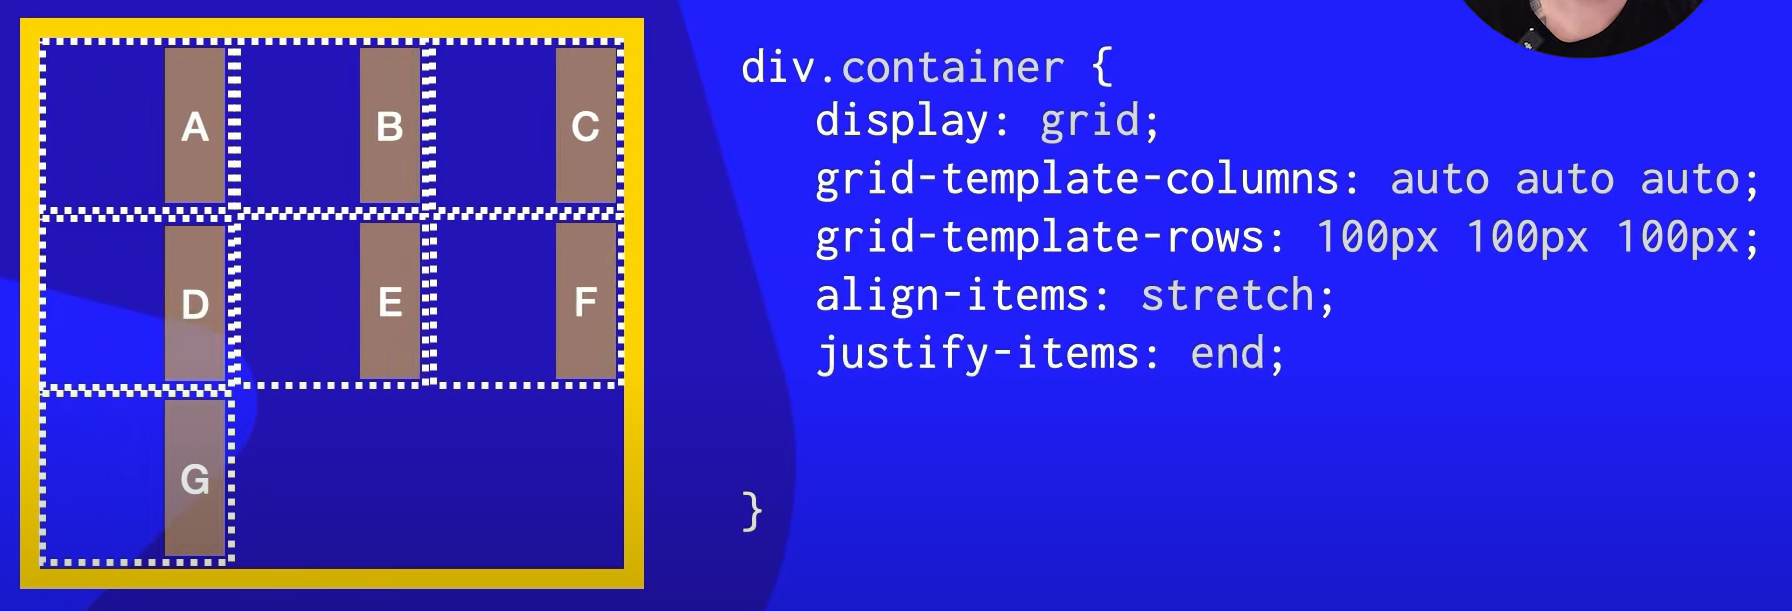 A B C
D E F
G
div.container {
display: grid;
grid-template-columns: auto auto auto;
grid-template-rows: 100px 100px 100px;
align-items: stretch;
justify-items: end;
}